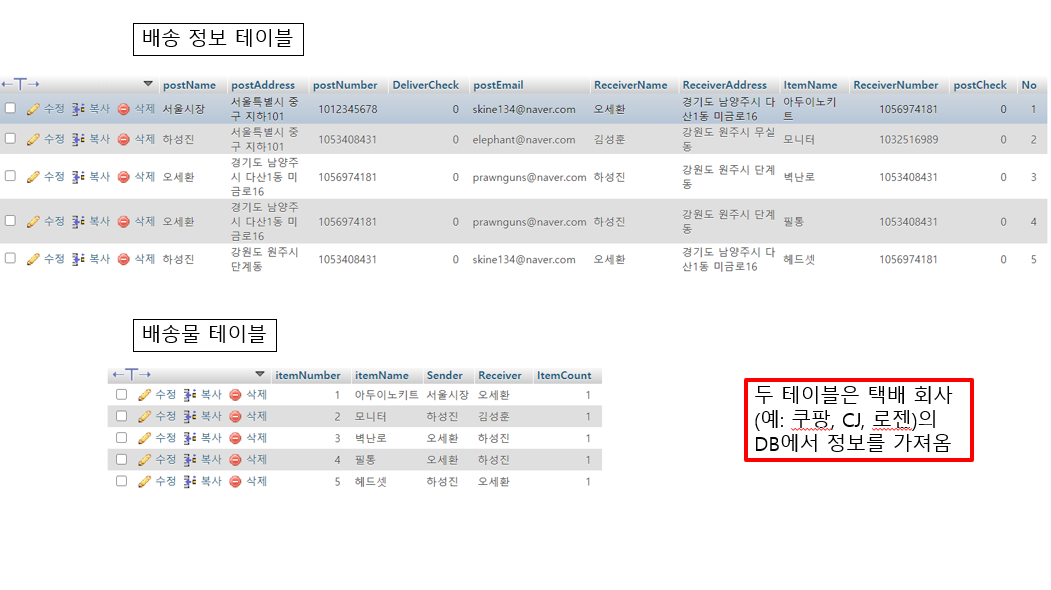 배송 정보 테이블
←T→ postName postAddress postNumber DeliverCheck postEmail ReceiverName ReceiverAddress ItemName ReceiverNumber postCheck No
수정 복사 삭제 서울시장 서울특별시 중구 지하101 1012345678 0 skine134@naver.com 오세환 경기도 남양주시 다산1동 미금로16 아두이노키트 1056974181 0 1
수정 복사 삭제 하성진 서울특별시 중구 지하101 1053408431 0 elephant@naver.com 김성훈 강원도 원주시 무실동 모니터 1032516989 0 2
수정 복사 삭제 오세환 경기도 남양주시 다산1동 미금로16 1056974181 0 prawnguns@naver.com 하성진 강원도 원주시 단계동 벽난로 1053408431 0 3
수정 복사 삭제 오세환 경기도 남양주시 다산1동 미금로16 1056974181 0 prawnguns@naver.com 하성진 강원도 원주시 단계동 필통 1053408431 0 4
수정 복사 삭제 하성진 강원도 원주시 단계동 1053408431 0 skine134@naver.com 오세환 경기도 남양주시 다산1동 미금로16 헤드셋 1056974181 0 5
배송물 테이블
←T→ itemNumber itemName Sender Receiver ItemCount
수정 복사 삭제 1 아두이노키트 서울시장 오세환 1
수정 복사 삭제 2 모니터 하성진 김성훈 1
수정 복사 삭제 3 벽난로 오세환 하성진 1
수정 복사 삭제 4 필통 오세환 하성진 1
수정 복사 삭제 5 헤드셋 하성진 오세환 1
두 테이블은 택배 회사
(예: 쿠팡, CJ, 로젠)의
DB에서 정보를 가져옴